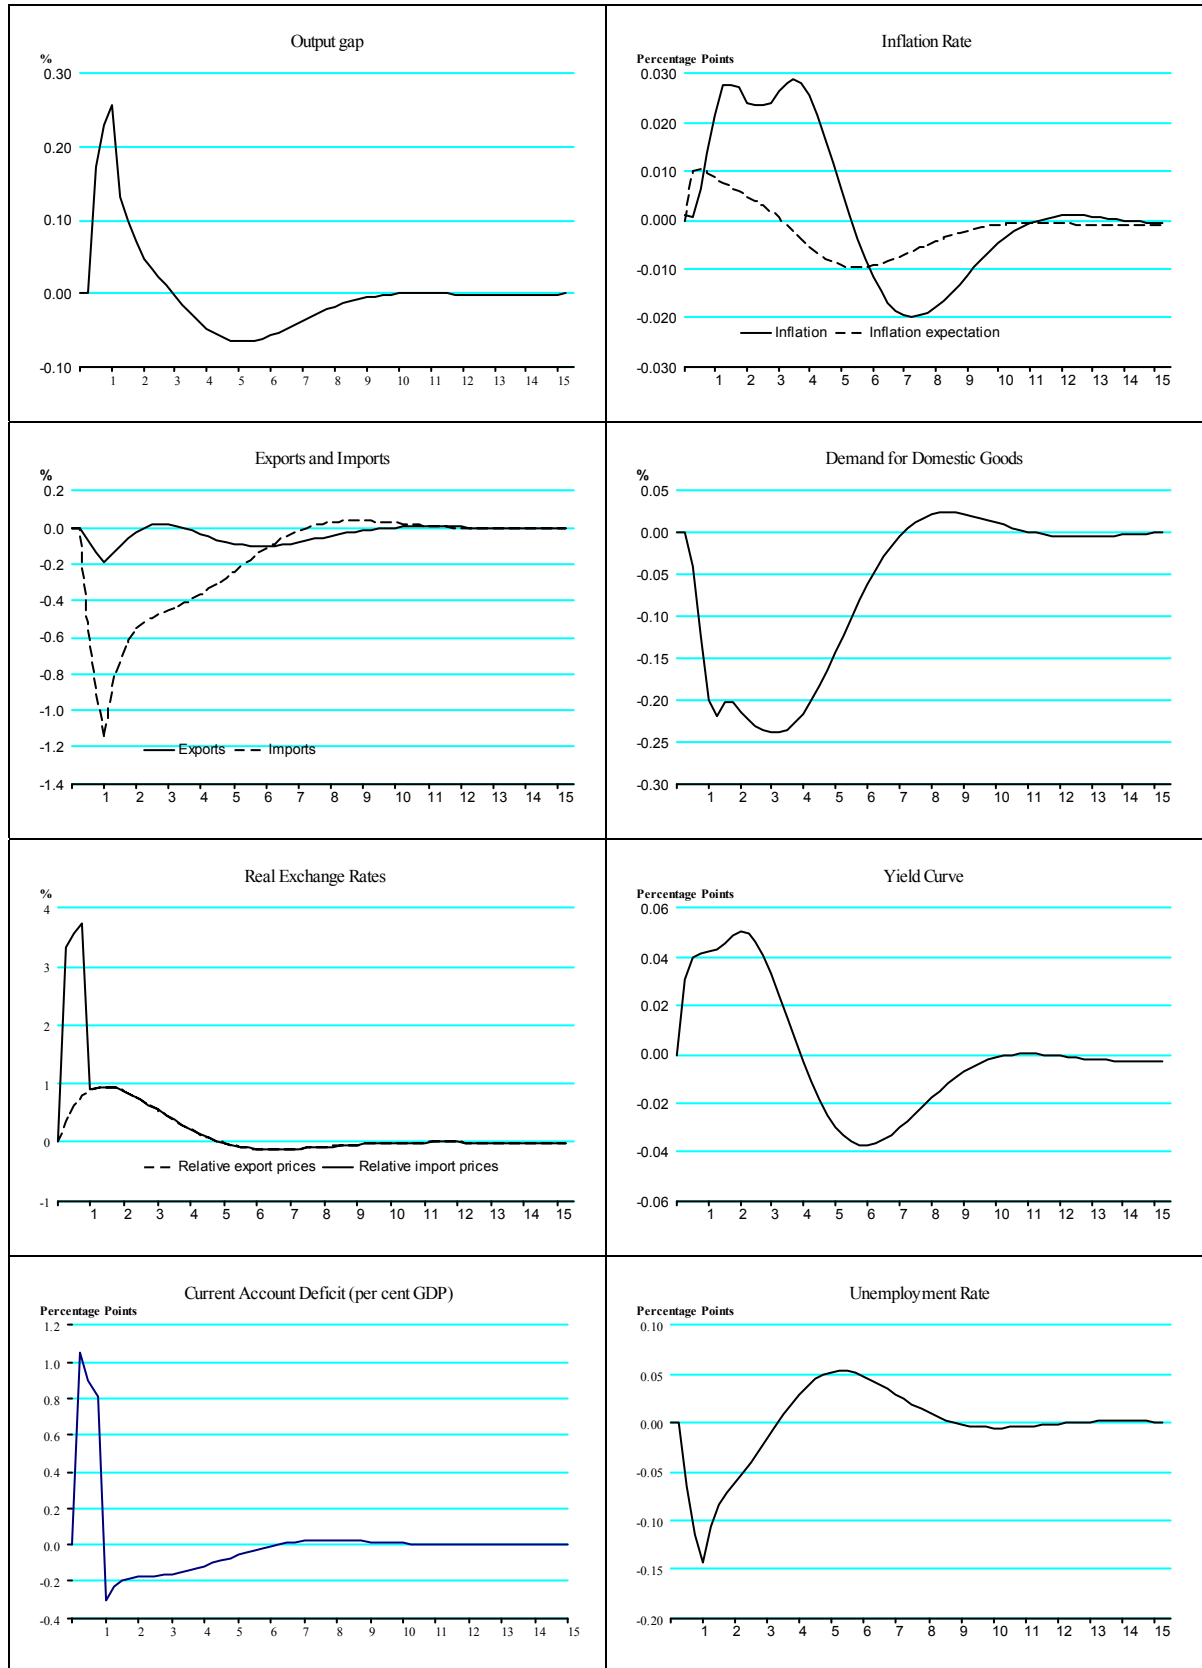 Output gap
%
0.30
0.20
0.10
0.00
-0.10
1 2 3 4 5 6 7 8 9 10 11 12 13 14 15
Inflation Rate
Percentage Points
0.030
0.020
0.010
0.000
-0.010
-0.020
Inflation Inflation expectation
-0.030
1 2 3 4 5 6 7 8 9 10 11 12 13 14 15
Exports and Imports
%
0.2
0.0
-0.2
-0.4
-0.6
-0.8
-1.0
-1.2
Exports Imports
-1.4
1 2 3 4 5 6 7 8 9 10 11 12 13 14 15
Demand for Domestic Goods
%
0.05
0.00
-0.05
-0.10
-0.15
-0.20
-0.25
-0.30
1 2 3 4 5 6 7 8 9 10 11 12 13 14 15
Real Exchange Rates
%
4
3
2
1
0
Relative export prices Relative import prices
-1
1 2 3 4 5 6 7 8 9 10 11 12 13 14 15
Yield Curve
Percentage Points
0.06
0.04
0.02
0.00
-0.02
-0.04
-0.06
1 2 3 4 5 6 7 8 9 10 11 12 13 14 15
Current Account Deficit (per cent GDP)
Percentage Points
1.2
1.0
0.8
0.6
0.4
0.2
0.0
-0.2
-0.4
1 2 3 4 5 6 7 8 9 10 11 12 13 14 15
Unemployment Rate
Percentage Points
0.10
0.05
0.00
-0.05
-0.10
-0.15
-0.20
1 2 3 4 5 6 7 8 9 10 11 12 13 14 15